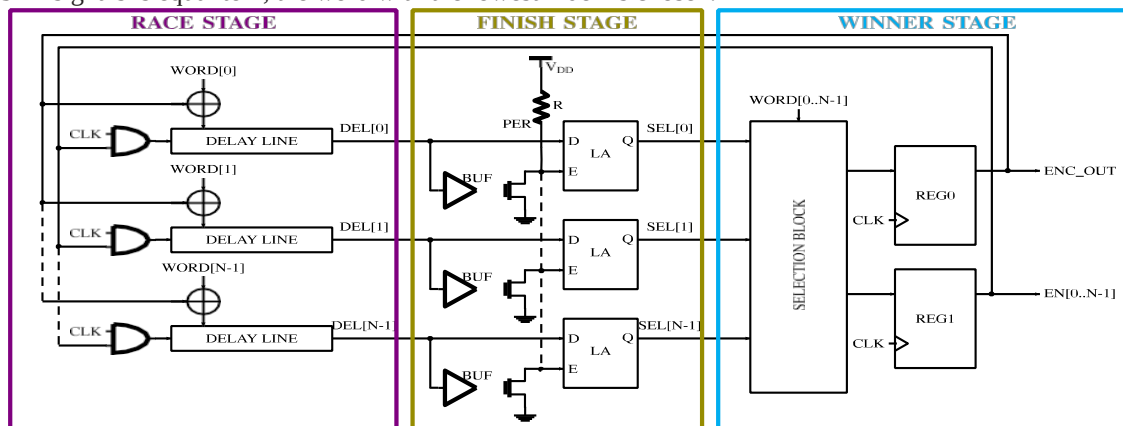 RACE STAGE
FINISH STAGE
WINNER STAGE
WORD[0]
CLK
DELAY LINE
DEL[0]
WORD[1]
CLK
DELAY LINE
DEL[1]
WORD[N-1]
CLK
DELAY LINE
DEL[N-1]
VDD
R
PER
BUF
D
Q
LA
E
SEL[0]
BUF
D
Q
LA
E
SEL[1]
BUF
D
Q
LA
E
SEL[N-1]
WORD[0..N-1]
SELECTION BLOCK
REG0
CLK
ENC_OUT
REG1
CLK
EN[0..N-1]